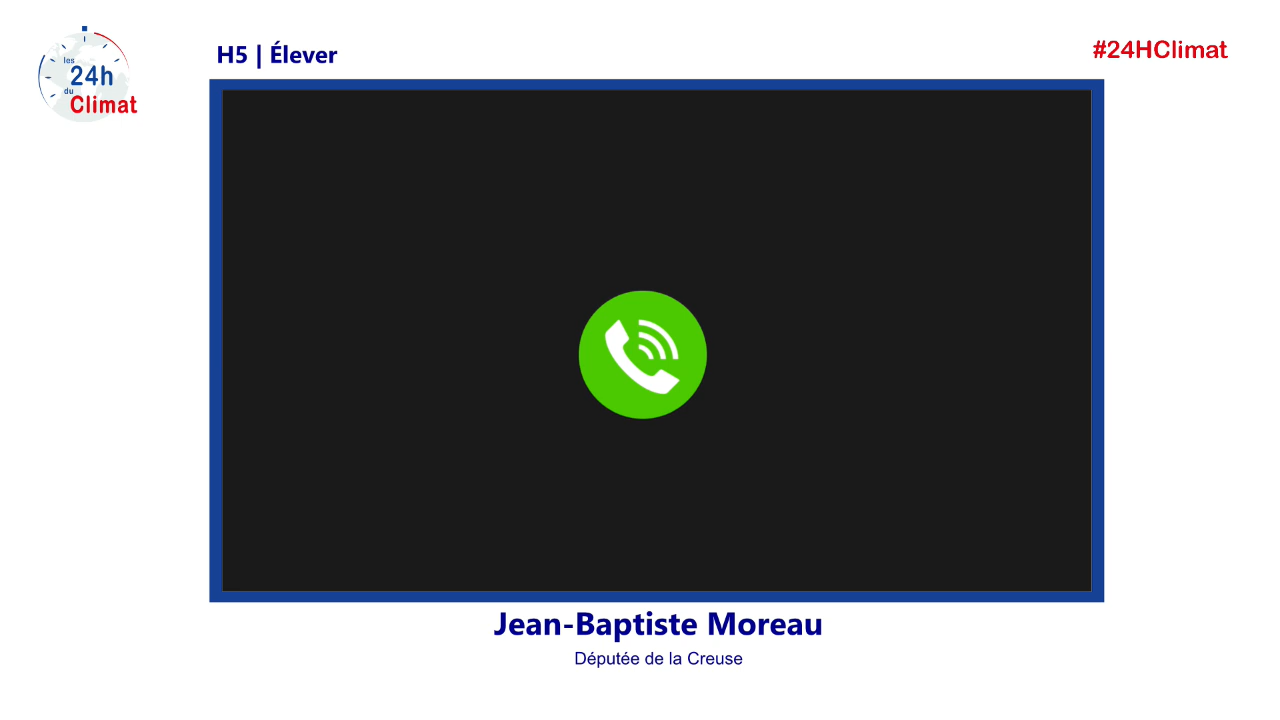 les
24h
du
Climat
H5 | Élever
#24HClimat
Jean-Baptiste Moreau
Députée de la Creuse